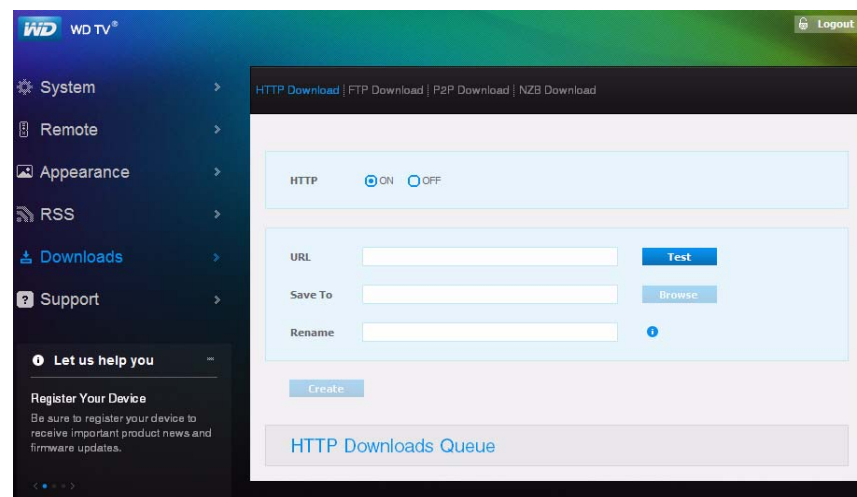 WD WD TV®
Logout
System
Remote
Appearance
RSS
Downloads
Support
Let us help you
Register Your Device
Be sure to register your device to
receive important product news and
firmware updates.
HTTP Download | FTP Download | P2P Download | NZB Download
HTTP ON OFF
URL Test
Save To Browse
Rename
Create
HTTP Downloads Queue